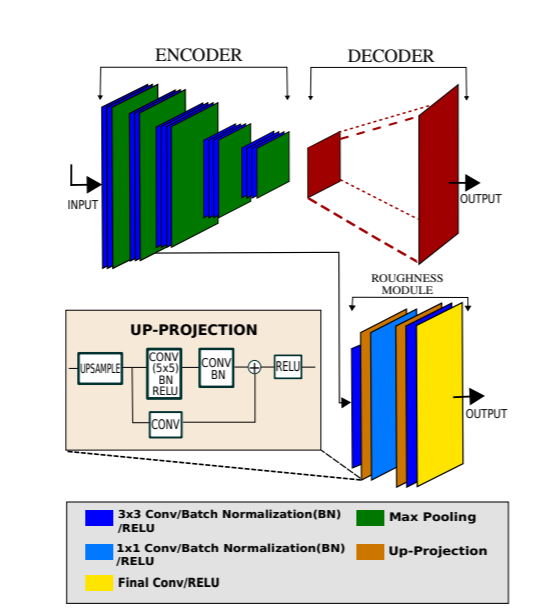 ENCODER
DECODER
INPUT
OUTPUT
ROUGHNESS
MODULE
UP-PROJECTION
UPSAMPLE
CONV
(5x5)
BN
RELU
CONV
BN
RELU
CONV
OUTPUT
3x3 Conv/Batch Normalization(BN)
/RELU
Max Pooling
1x1 Conv/Batch Normalization(BN)
/RELU
Up-Projection
Final Conv/RELU